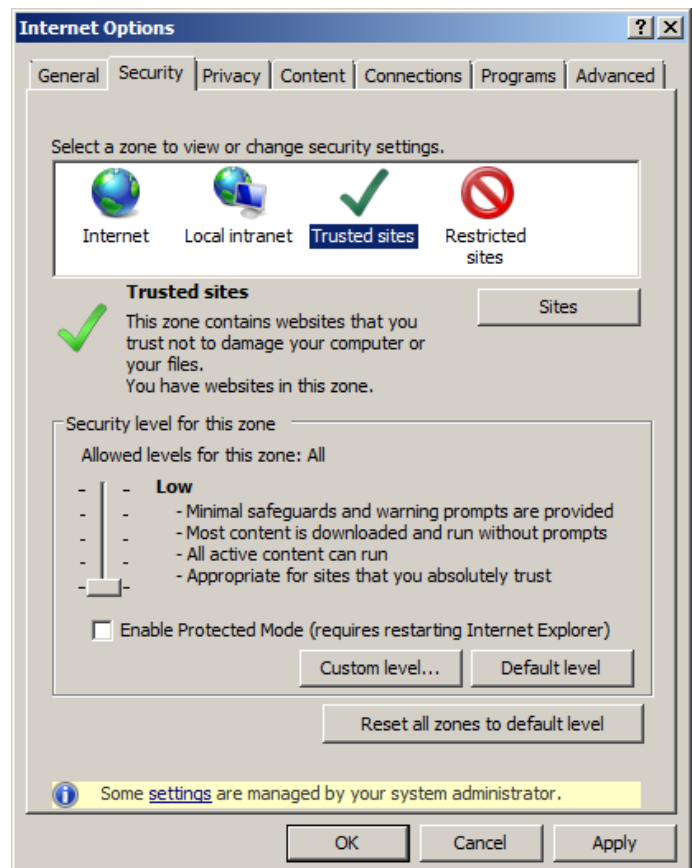 Internet Options
General Security Privacy Content Connections Programs Advanced
Select a zone to view or change security settings.
Internet Local intranet Trusted sites Restricted sites
Trusted sites
Sites
This zone contains websites that you
trust not to damage your computer or
your files.
You have websites in this zone.
Security level for this zone
Allowed levels for this zone: All
Low
- Minimal safeguards and warning prompts are provided
- Most content is downloaded and run without prompts
- All active content can run
- Appropriate for sites that you absolutely trust
Enable Protected Mode (requires restarting Internet Explorer)
Custom level... Default level
Reset all zones to default level
Some settings are managed by your system administrator.
OK Cancel Apply